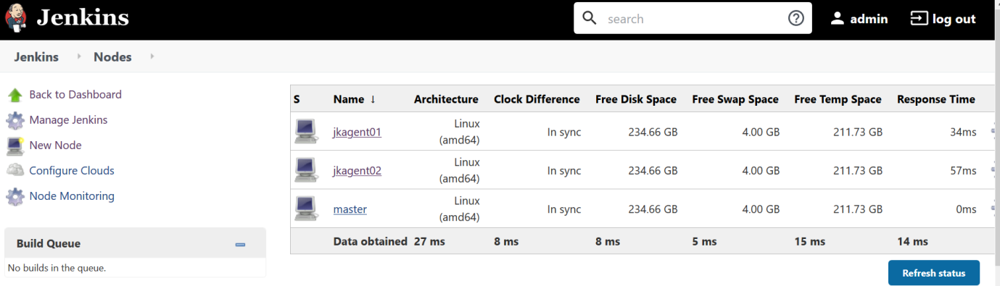 Jenkins
search
admin
log out
Jenkins Nodes
Back to Dashboard
Manage Jenkins
New Node
Configure Clouds
Node Monitoring
Build Queue
No builds in the queue.
S Name ↓ Architecture Clock Difference Free Disk Space Free Swap Space Free Temp Space Response Time
jkagent01 Linux (amd64) In sync 234.66 GB 4.00 GB 211.73 GB 34ms
jkagent02 Linux (amd64) In sync 234.66 GB 4.00 GB 211.73 GB 57ms
master Linux (amd64) In sync 234.66 GB 4.00 GB 211.73 GB 0ms
Data obtained 27 ms 8 ms 8 ms 5 ms 15 ms 14 ms
Refresh status